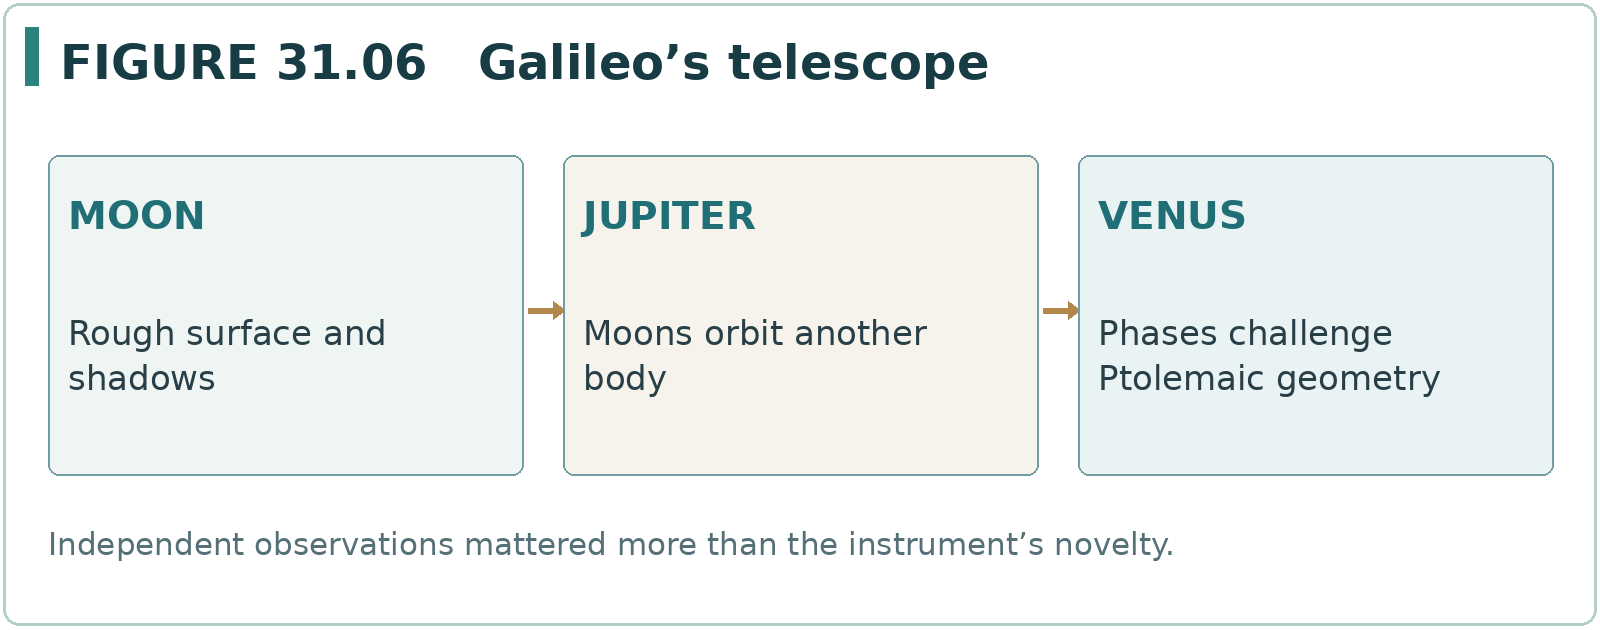 FIGURE 31.06 Galileo’s telescope
MOON
Rough surface and
shadows
JUPITER
Moons orbit another
body
VENUS
Phases challenge
Ptolemaic geometry
Independent observations mattered more than the instrument’s novelty.